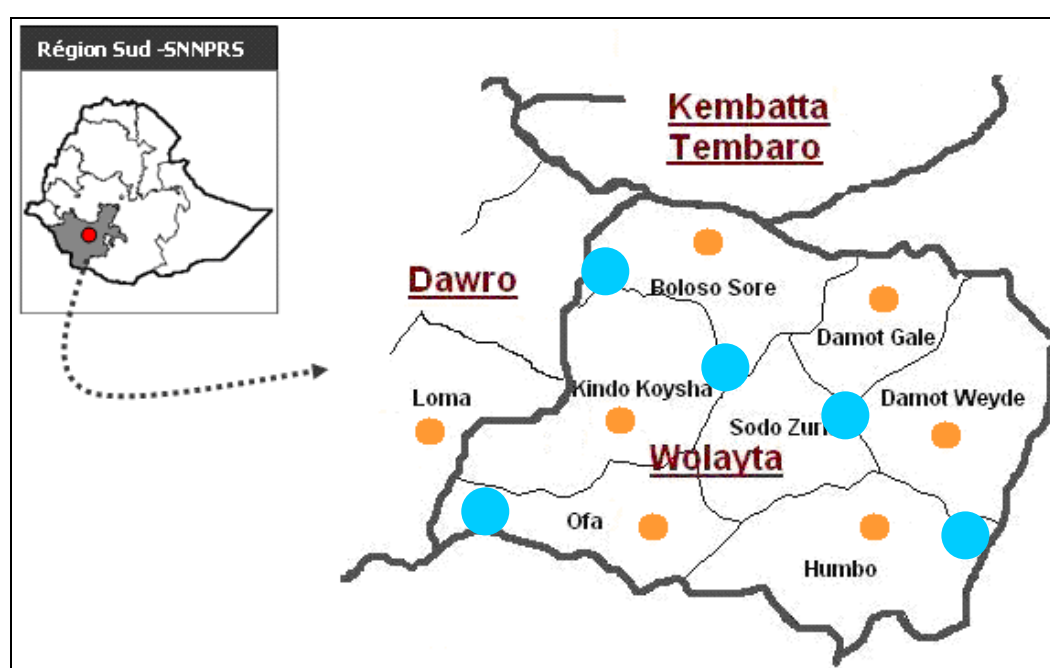 Région Sud -SNNPRS
Kembatta
Tembaro
Dawro
Boloso Sore
Damot Gale
Loma
Kindo Koysha
Damot Weyde
Sodo
Wolayta
Ofa
Humbo